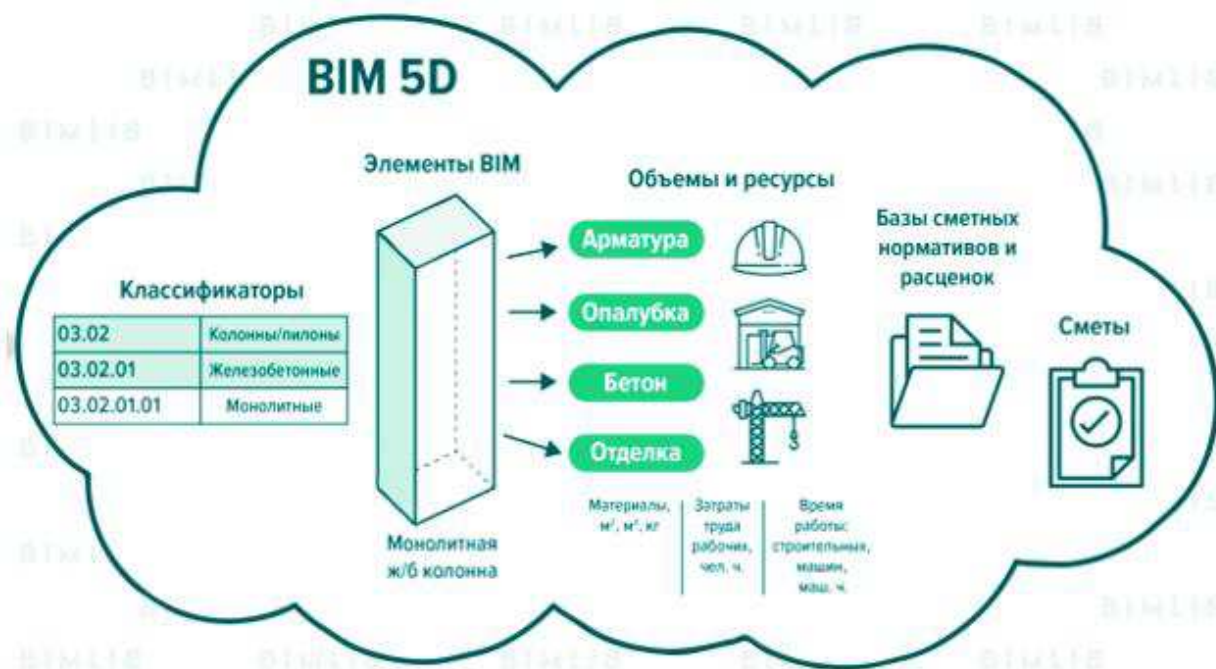 BIM 5D
Элементы BIM
Объемы и ресурсы
Базы сметных
нормативов и
расценок
Классификаторы
03.02 Колонны/пилоны
03.02.01 Железобетонные
03.02.01.01 Монолитные
Арматура
Опалубка
Бетон
Отделка
Сметы
Монолитная
ж/б колонна
Материалы,
кг
Затраты
труда
рабочих,
чел. ч.
Время
работы:
строительных,
машин,
маш. ч.